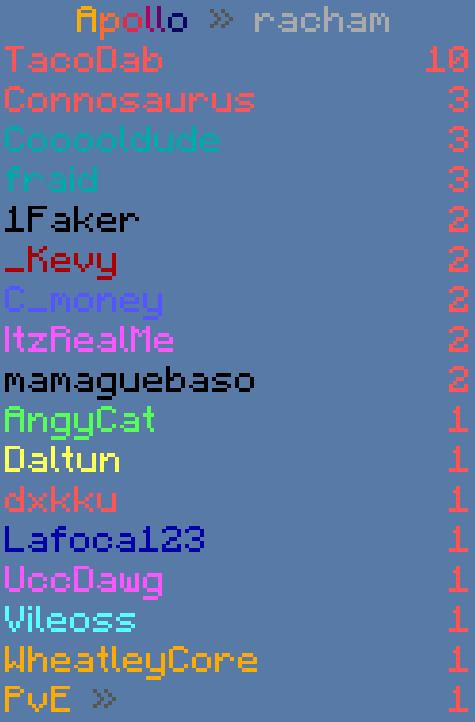 Apollo » racham
TacoDab 10
Connosaurus 3
Cooooldude 3
fraid 3
1Faker 2
_Kevy 2
C_money 2
ItzRealMe 2
mamaguebaso 2
AngyCat 1
Daltun 1
dxkku 1
Lafoca123 1
UccDawg 1
Vileoss 1
WheatleyCore 1
PvE » 1